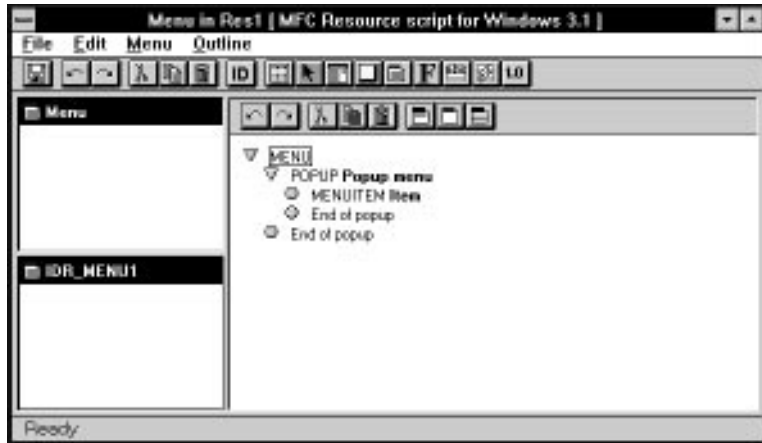 Menu in Res1 [ MFC Resource script for Windows 3.1 ]
File Edit Menu Outline
ID F 1.0
Menu
MENU
POPUP Popup menu
MENUITEM Item
End of popup
End of popup
IDR_MENU1
Ready